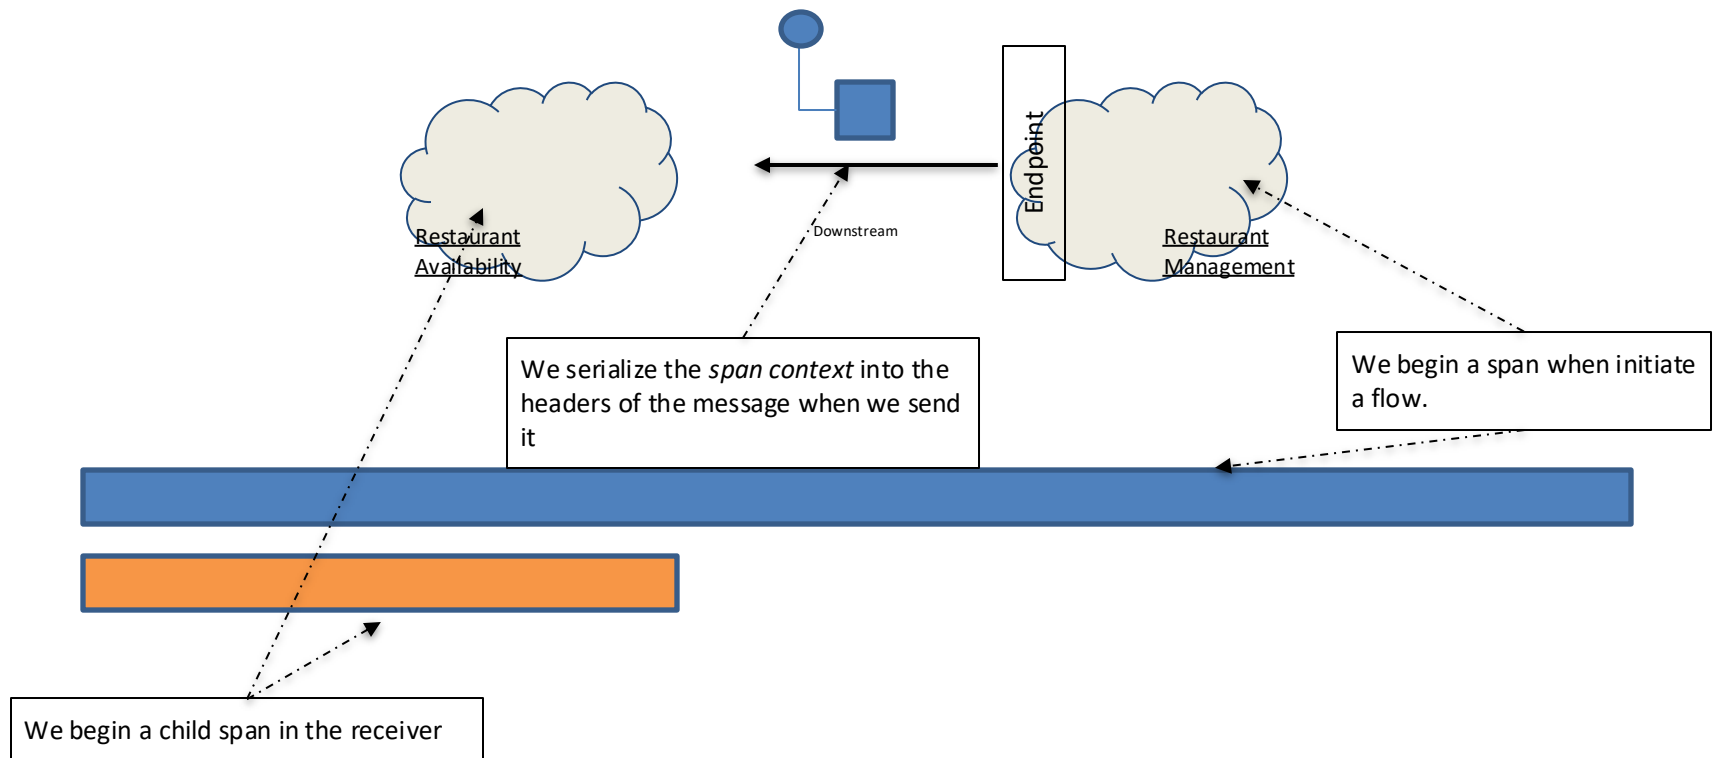 Endpoint
Downstream
Restaurant
Availability
Restaurant
Management
We serialize the span context into the
headers of the message when we send
it
We begin a span when initiate
a flow.
We begin a child span in the receiver